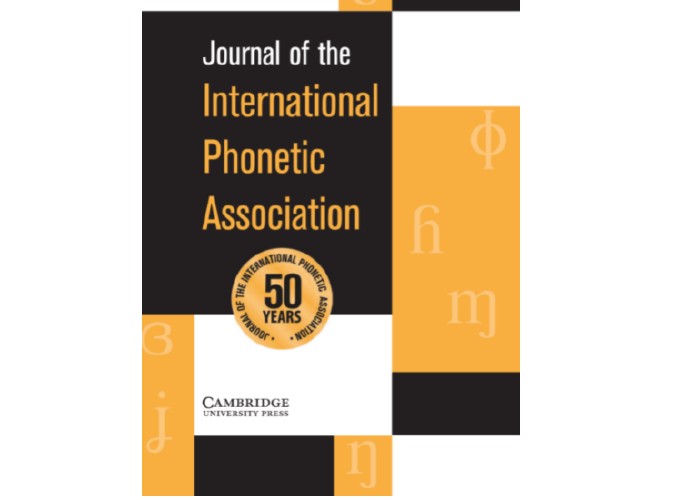 Journal of the
International
Phonetic
Association
JOURNAL OF THE INTERNATIONAL PHONETIC ASSOCIATION
50
YEARS
CAMBRIDGE
UNIVERSITY PRESS
ɸ
ɦ
ɱ
ɞ
ʝ
ŋ